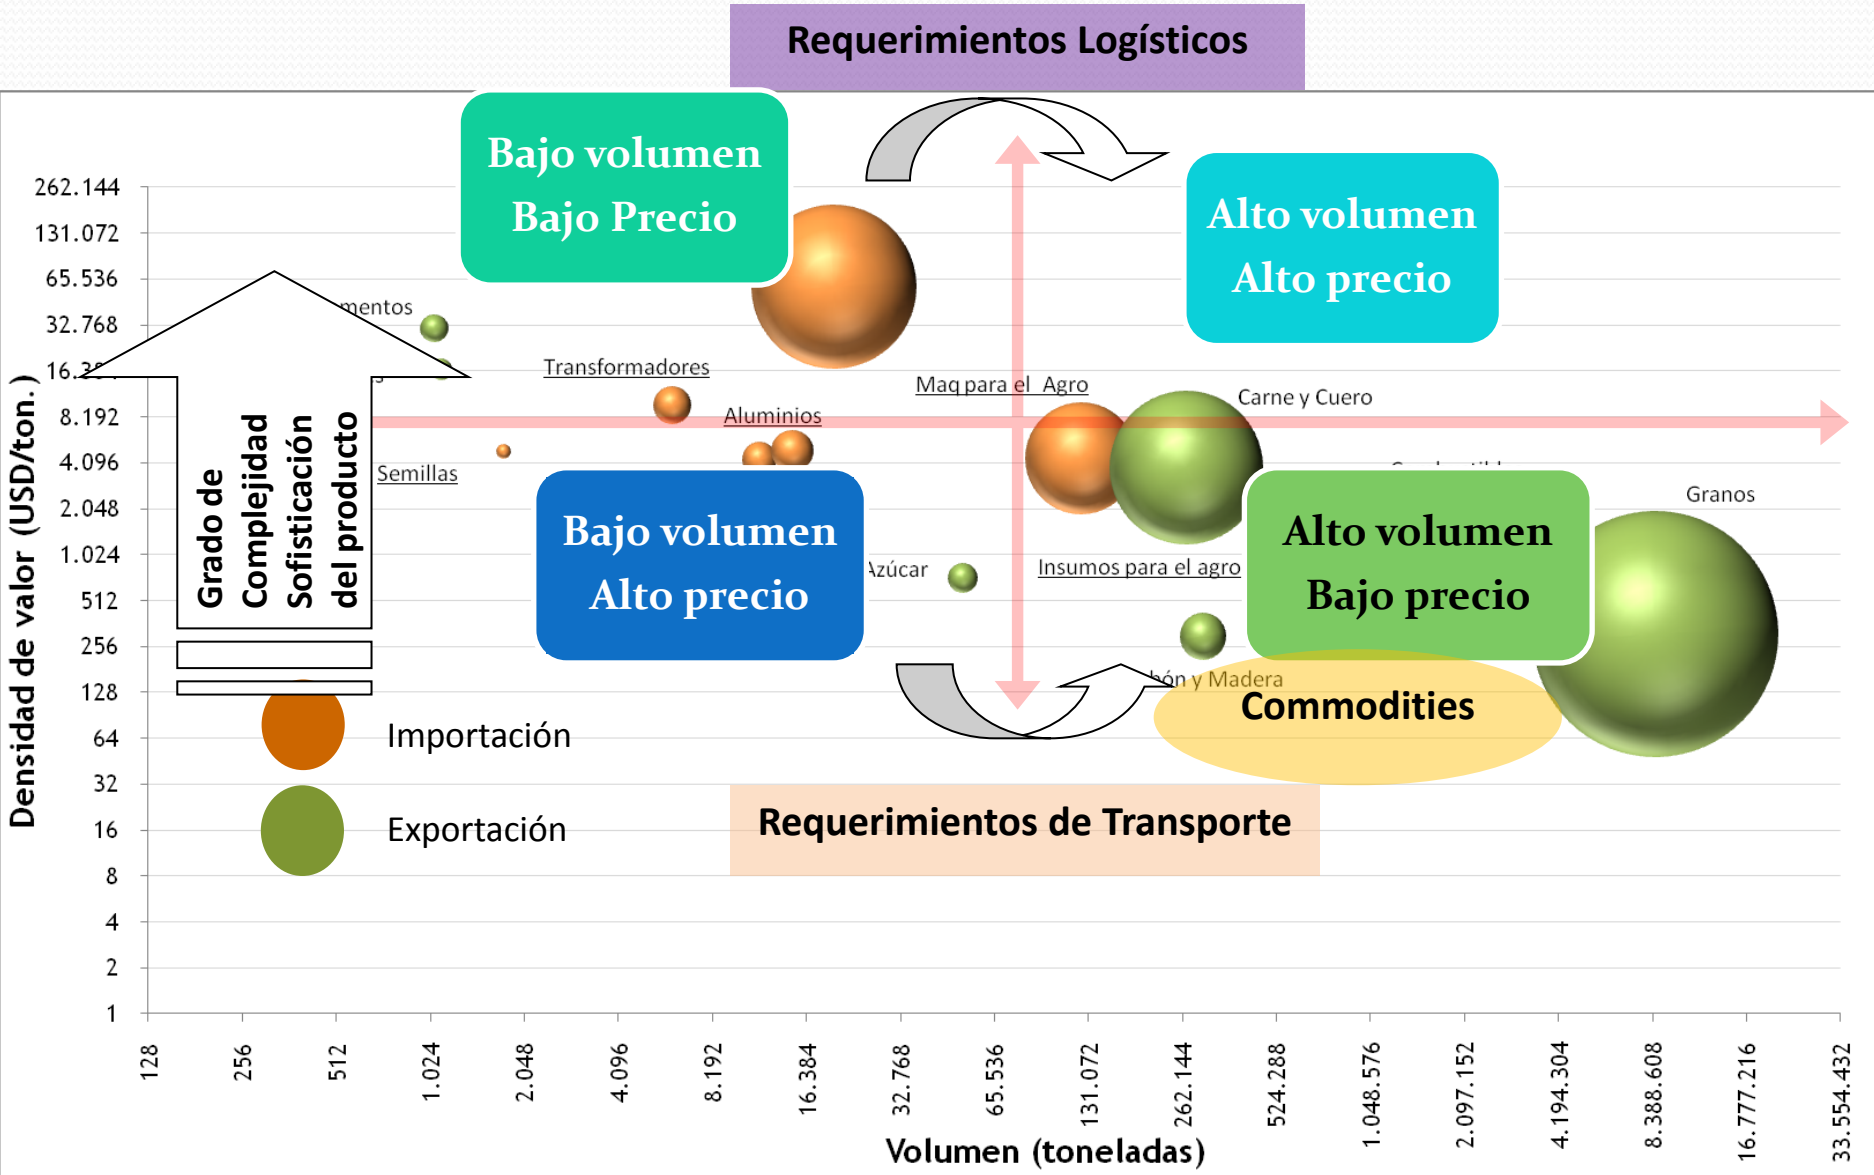 Requerimientos Logísticos
Bajo volumen
Bajo Precio
Alto volumen
Alto precio
262.144
131.072
65.536
32.768
8.192
4.096
2.048
1.024
512
256
128
64
32
16
8
4
2
1
Densidad de valor (USD/ton.)
Grado de
Complejidad
Sofisticación
del producto
Transformadores
Maq para el Agro
Carne y Cuero
Aluminios
Semillas
Granos
Bajo volumen
Alto precio
Alto volumen
Bajo precio
Azúcar
Insumos para el agro
y Madera
Commodities
Importación
Exportación
Requerimientos de Transporte
128
256
512
1.024
2.048
4.096
8.192
16.384
32.768
65.536
131.072
262.144
524.288
1.048.576
2.097.152
4.194.304
8.388.608
16.777.216
33.554.432
Volumen (toneladas)